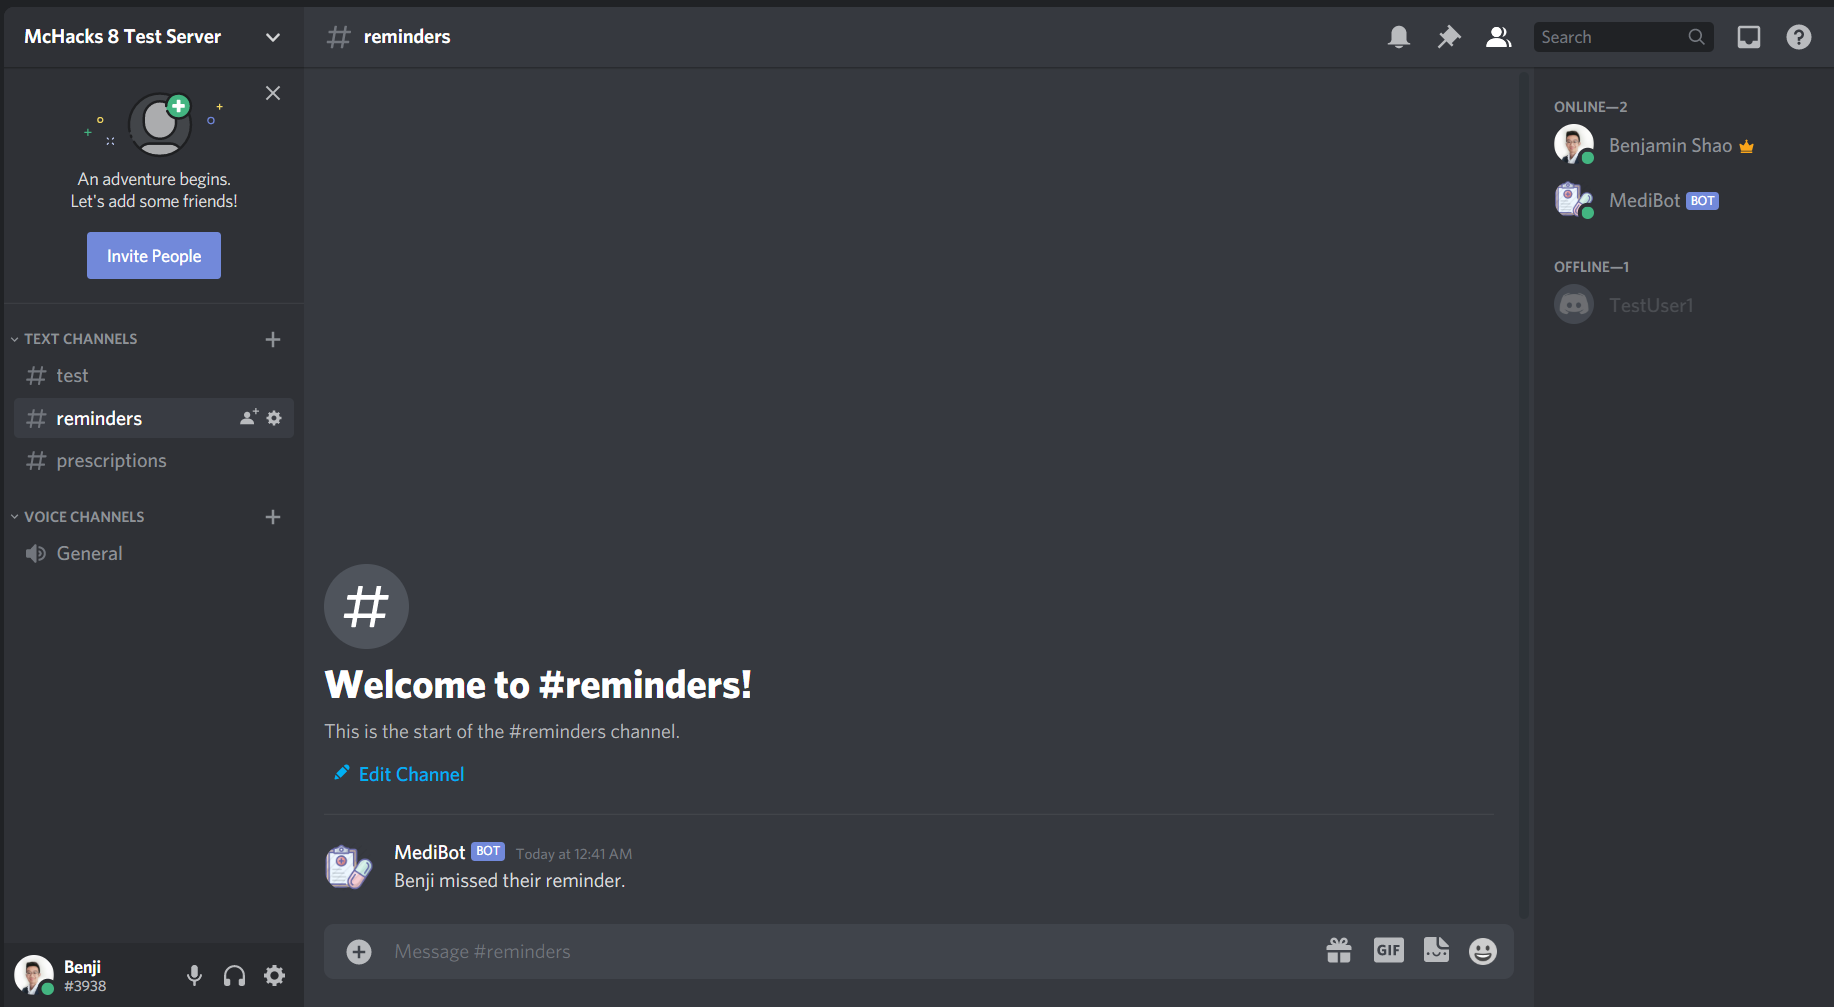 McHacks 8 Test Server
An adventure begins.
Let's add some friends!
Invite People
TEXT CHANNELS
test
reminders
prescriptions
VOICE CHANNELS
General
Benji
#3938
reminders
Search
Welcome to #reminders!
This is the start of the #reminders channel.
Edit Channel
MediBot BOT Today at 12:41 AM
Benji missed their reminder.
Message #reminders
GIF
ONLINE—2
Benjamin Shao
MediBot BOT
OFFLINE—1
TestUser1